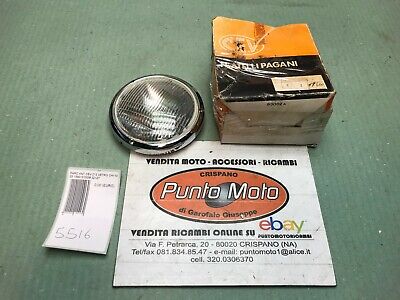 FRATELLI PAGANI
5516
VENDITA MOTO - ACCESSORI - RICAMBI
CRISPANO
Punto Moto
di Garofalo Giuseppe
VENDITA RICAMBI ONLINE SU ebay
PUNTOMOTORICAMBI
Via F. Petrarca, 20 - 80020 CRISPANO (NA)
Tel/fax 081.834.85.47 - e-mail: puntomoto1@alice.it
cell. 320.0306370